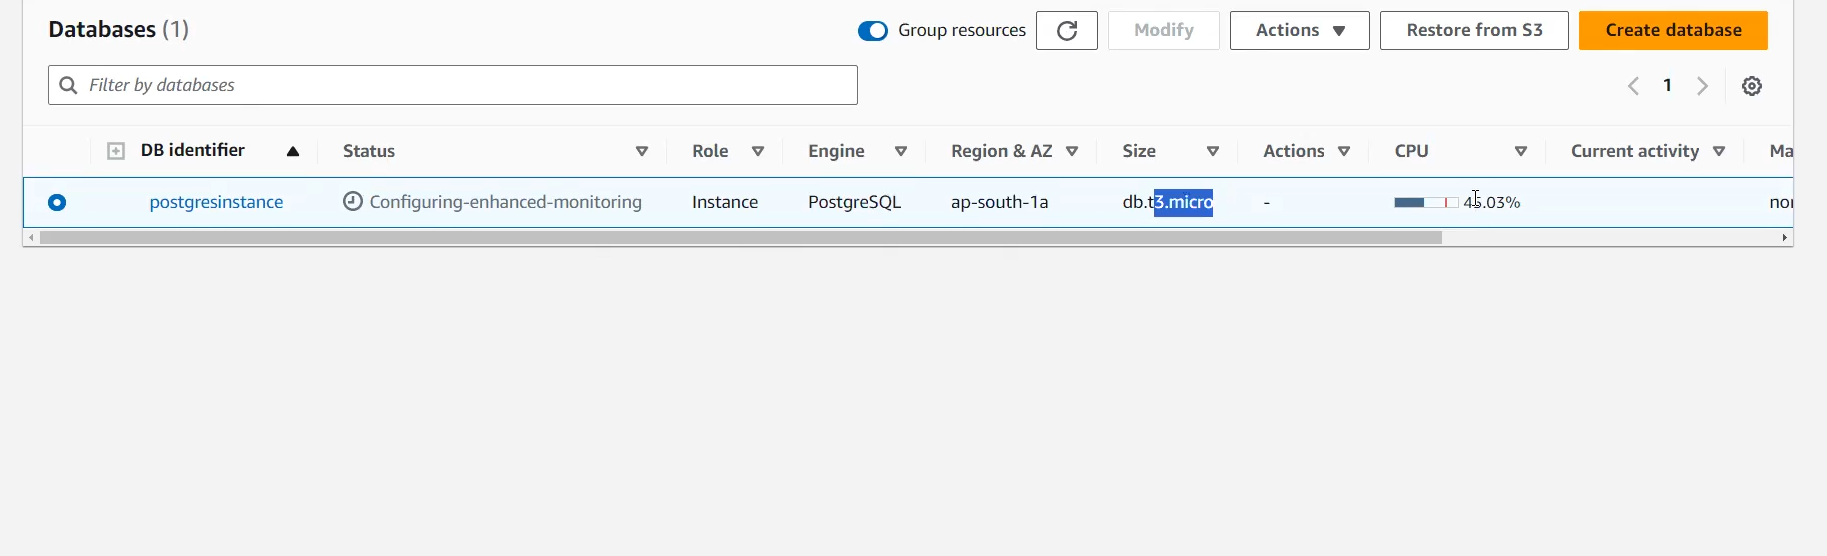 Databases (1)
Group resources
Modify
Actions
Restore from S3
Create database
Filter by databases
1
DB identifier Status Role Engine Region & AZ Size Actions CPU Current activity Ma
postgresinstance Configuring-enhanced-monitoring Instance PostgreSQL ap-south-1a db.t3.micro - 45.03% nor